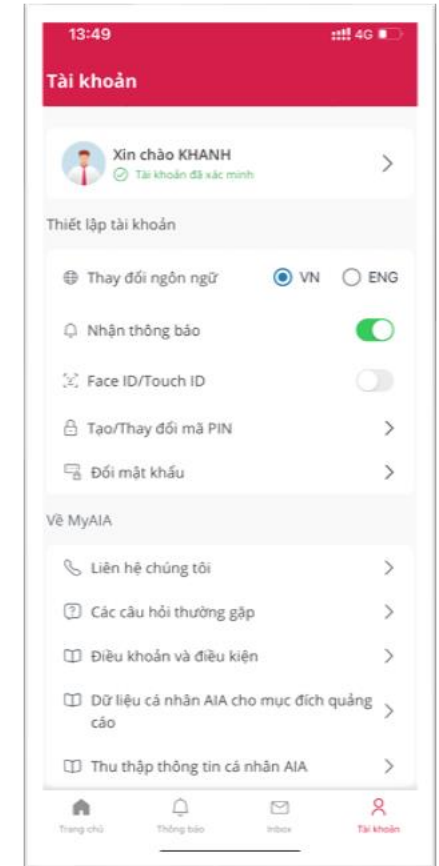 13:49
4G
Tài khoản
Xin chào KHANH
Tài khoản đã xác minh
Thiết lập tài khoản
Thay đổi ngôn ngữ VN ENG
Nhận thông báo
Face ID/Touch ID
Tạo/Thay đổi mã PIN
Đổi mật khẩu
Về MyAIA
Liên hệ chúng tôi
Các câu hỏi thường gặp
Điều khoản và điều kiện
Dữ liệu cá nhân AIA cho mục đích quảng
cáo
Thu thập thông tin cá nhân AIA
Trang chủ Thông báo Inbox Tài khoản